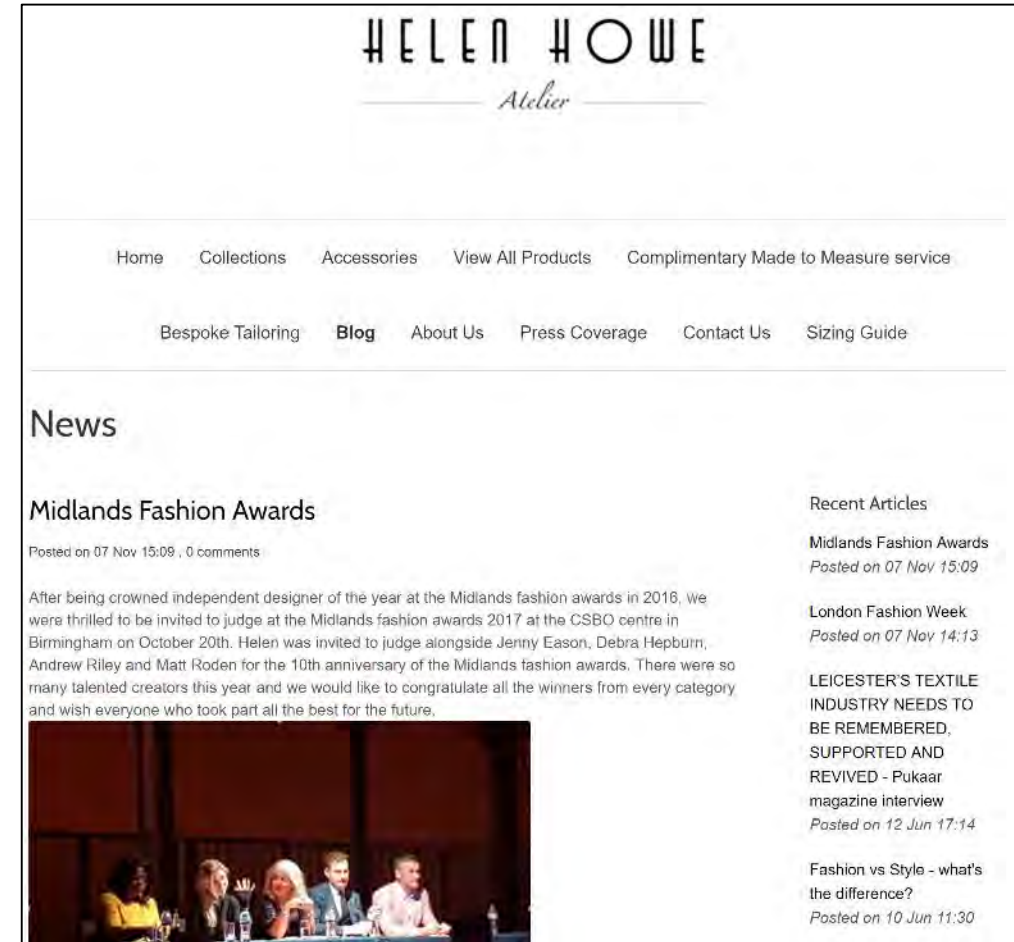 HELEN HOWE
Atelier
Home Collections Accessories View All Products Complimentary Made to Measure service
Bespoke Tailoring Blog About Us Press Coverage Contact Us Sizing Guide
News
Midlands Fashion Awards
Posted on 07 Nov 15:09 , 0 comments
After being crowned independent designer of the year at the Midlands fashion awards in 2016, we
were thrilled to be invited to judge at the Midlands fashion awards 2017 at the CSBO centre in
Birmingham on October 20th. Helen was invited to judge alongside Jenny Eason, Debra Hepburn,
Andrew Riley and Matt Roden for the 10th anniversary of the Midlands fashion awards. There were so
many talented creators this year and we would like to congratulate all the winners from every category
and wish everyone who took part all the best for the future.
Recent Articles
Midlands Fashion Awards
Posted on 07 Nov 15:09
London Fashion Week
Posted on 07 Nov 14:13
LEICESTER'S TEXTILE
INDUSTRY NEEDS TO
BE REMEMBERED,
SUPPORTED AND
REVIVED - Pukaar
magazine interview
Posted on 12 Jun 17:14
Fashion vs Style - what's
the difference?
Posted on 10 Jun 11:30